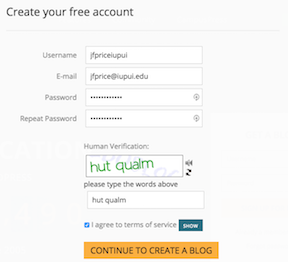 Create your free account
Username jfpriceiupui
E-mail jfprice@iupui.edu
Password ••••••••••••
Repeat Password ••••••••••••
Human Verification:
hut qualm
please type the words above
hut qualm
I agree to terms of service SHOW
CONTINUE TO CREATE A BLOG